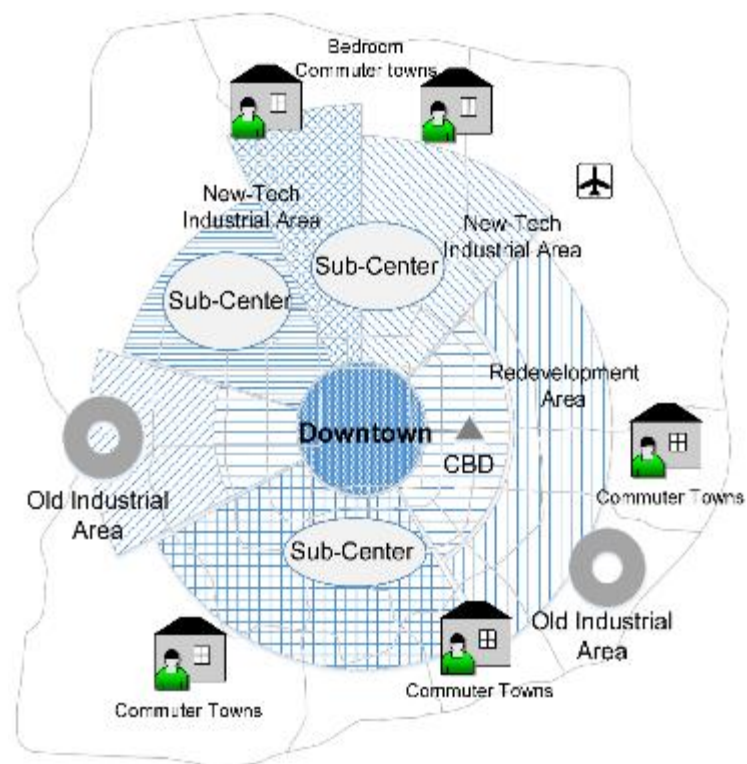 Bedroom
Commuter towns
New-Tech
Industrial Area
New-Tech
Industrial Area
Sub-Center
Sub-Center
Redevelopment
Area
Downtown
CBD
Old Industrial
Area
Commuter Towns
Sub-Center
Old Industrial
Area
Commuter Towns
Commuter Towns